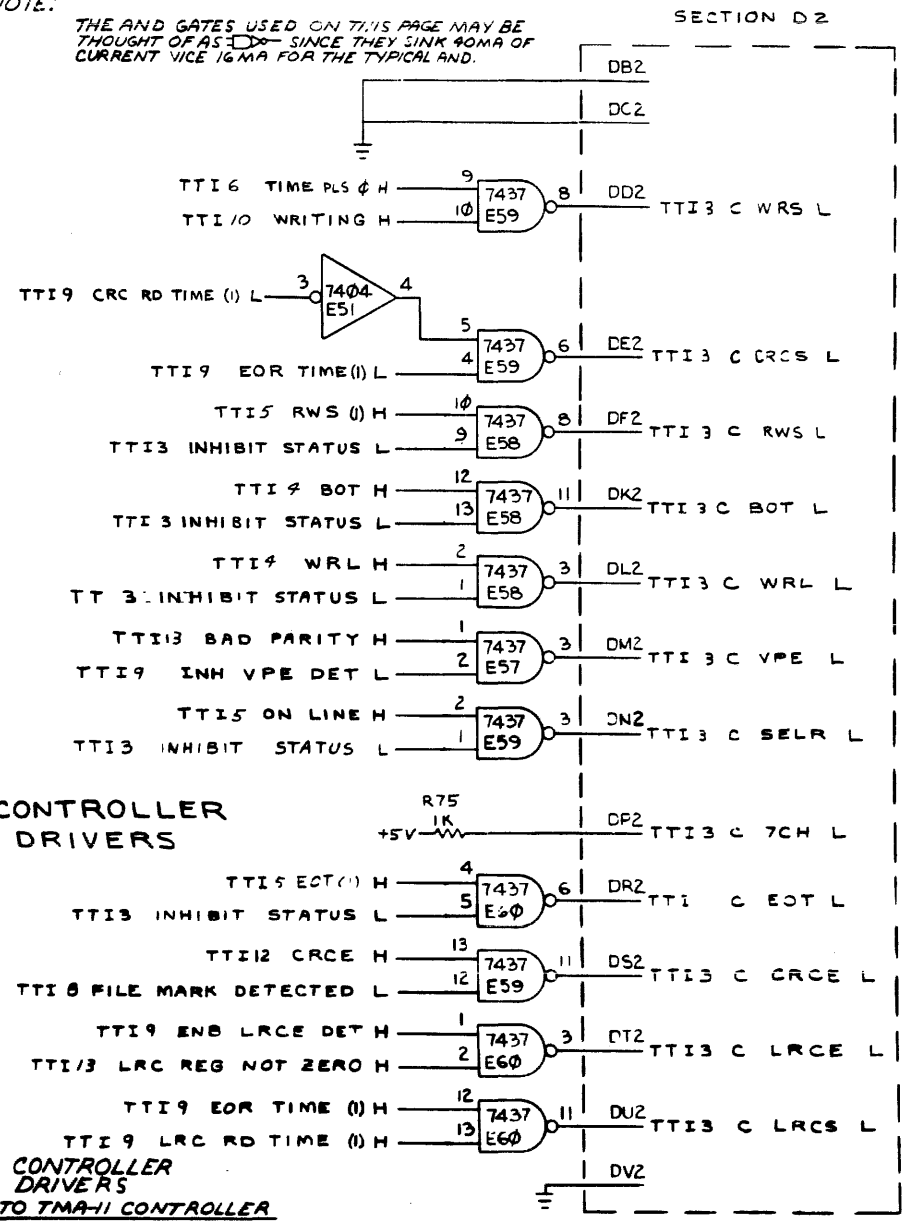 NOTE:
THE AND GATES USED ON THIS PAGE MAY BE
THOUGHT OF AS SINCE THEY SINK 40MA OF
CURRENT VICE 16MA FOR THE TYPICAL AND.
SECTION D2
DB2
DC2
TTI6 TIME PLS φ H 9 7437 E59 8 DD2 TTI3 C WRS L
TTI10 WRITING H 1φ
TTI9 CRC RD TIME (1) L 3 74φ4 E51 4
5 7437 E59 6 DE2 TTI3 C CRCS L
TTI9 EOR TIME(1) L 4
TTI5 RWS (1) H 1φ 7437 E58 8 DF2 TTI3 C RWS L
TTI3 INHIBIT STATUS L 9
TTI4 BOT H 12 7437 E58 11 DK2 TTI3 C BOT L
TTI3 INHIBIT STATUS L 13
TTI4 WRL H 2 7437 E58 3 DL2 TTI3 C WRL L
TT 3 INHIBIT STATUS L 1
TTI13 BAD PARITY H 1 7437 E57 3 DM2 TTI3 C VPE L
TTI9 INH VPE DET L 2
TTI5 ON LINE H 2 7437 E59 3 DN2 TTI3 C SELR L
TTI3 INHIBIT STATUS L 1
CONTROLLER
DRIVERS
R75
1K
+5V DP2 TTI3 C 7CH L
TTI5 EOT(1) H 4 7437 E6φ 6 DR2 TTI C EOT L
TTI3 INHIBIT STATUS L 5
TTI12 CRCE H 13 7437 E59 11 DS2 TTI3 C CRCE L
TTI8 FILE MARK DETECTED L 12
TTI9 ENB LRCE DET H 1 7437 E6φ 3 DT2 TTI3 C LRCE L
TTI13 LRC REG NOT ZERO H 2
TTI9 EOR TIME (1) H 12 7437 E6φ 11 DU2 TTI3 C LRCS L
TTI9 LRC RD TIME (1) H 13
CONTROLLER
DRIVERS
TO TMA-11 CONTROLLER
DV2